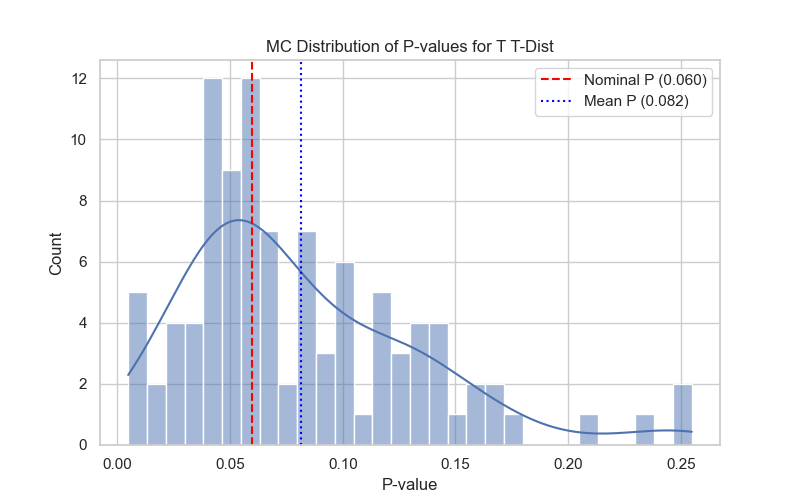 MC Distribution of P-values for T T-Dist
Nominal P (0.060)
Mean P (0.082)
Count
12
10
8
6
4
2
0
0.00 0.05 0.10 0.15 0.20 0.25
P-value